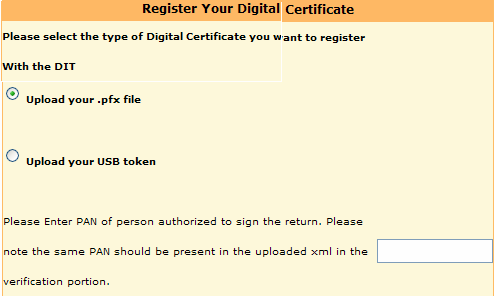 Register Your Digital Certificate
Please select the type of Digital Certificate you want to register
With the DIT
Upload your .pfx file
Upload your USB token
Please Enter PAN of person authorized to sign the return. Please
note the same PAN should be present in the uploaded xml in the
verification portion.